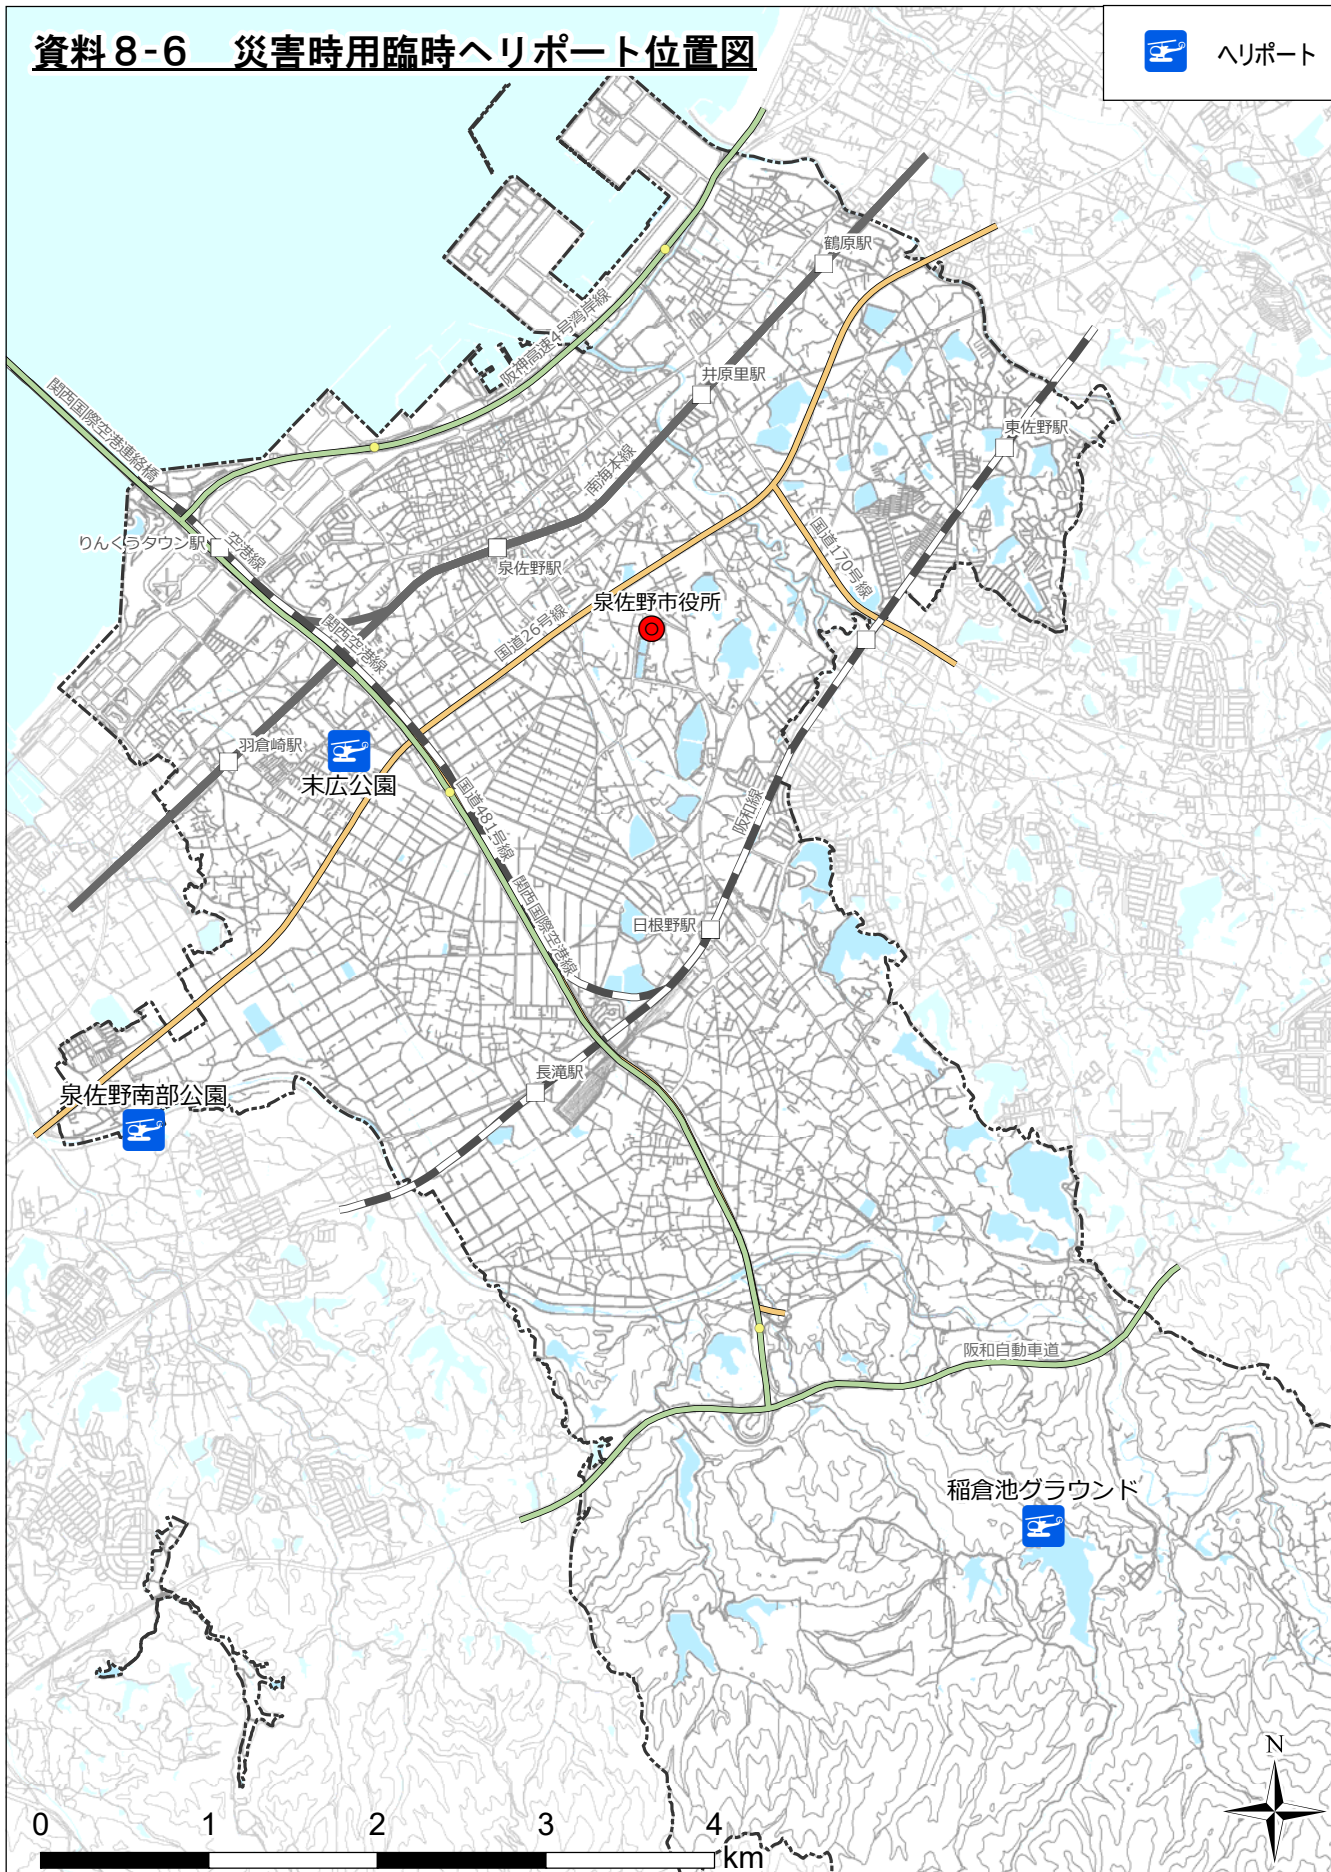 資料8-6　災害時用臨時ヘリポート位置図
ヘリポート
鶴原駅
阪神高速4号湾岸線
井原里駅
関西国際空港連絡橋
東佐野駅
南海本線
りんくうタウン駅
空港線
泉佐野駅
国道170号線
泉佐野市役所
国道26号線
関西空港線
羽倉崎駅
末広公園
国道481号線
阪和線
関西国際空港線
日根野駅
長滝駅
泉佐野南部公園
阪和自動車道
稲倉池グラウンド
N
0 1 2 3 4
km